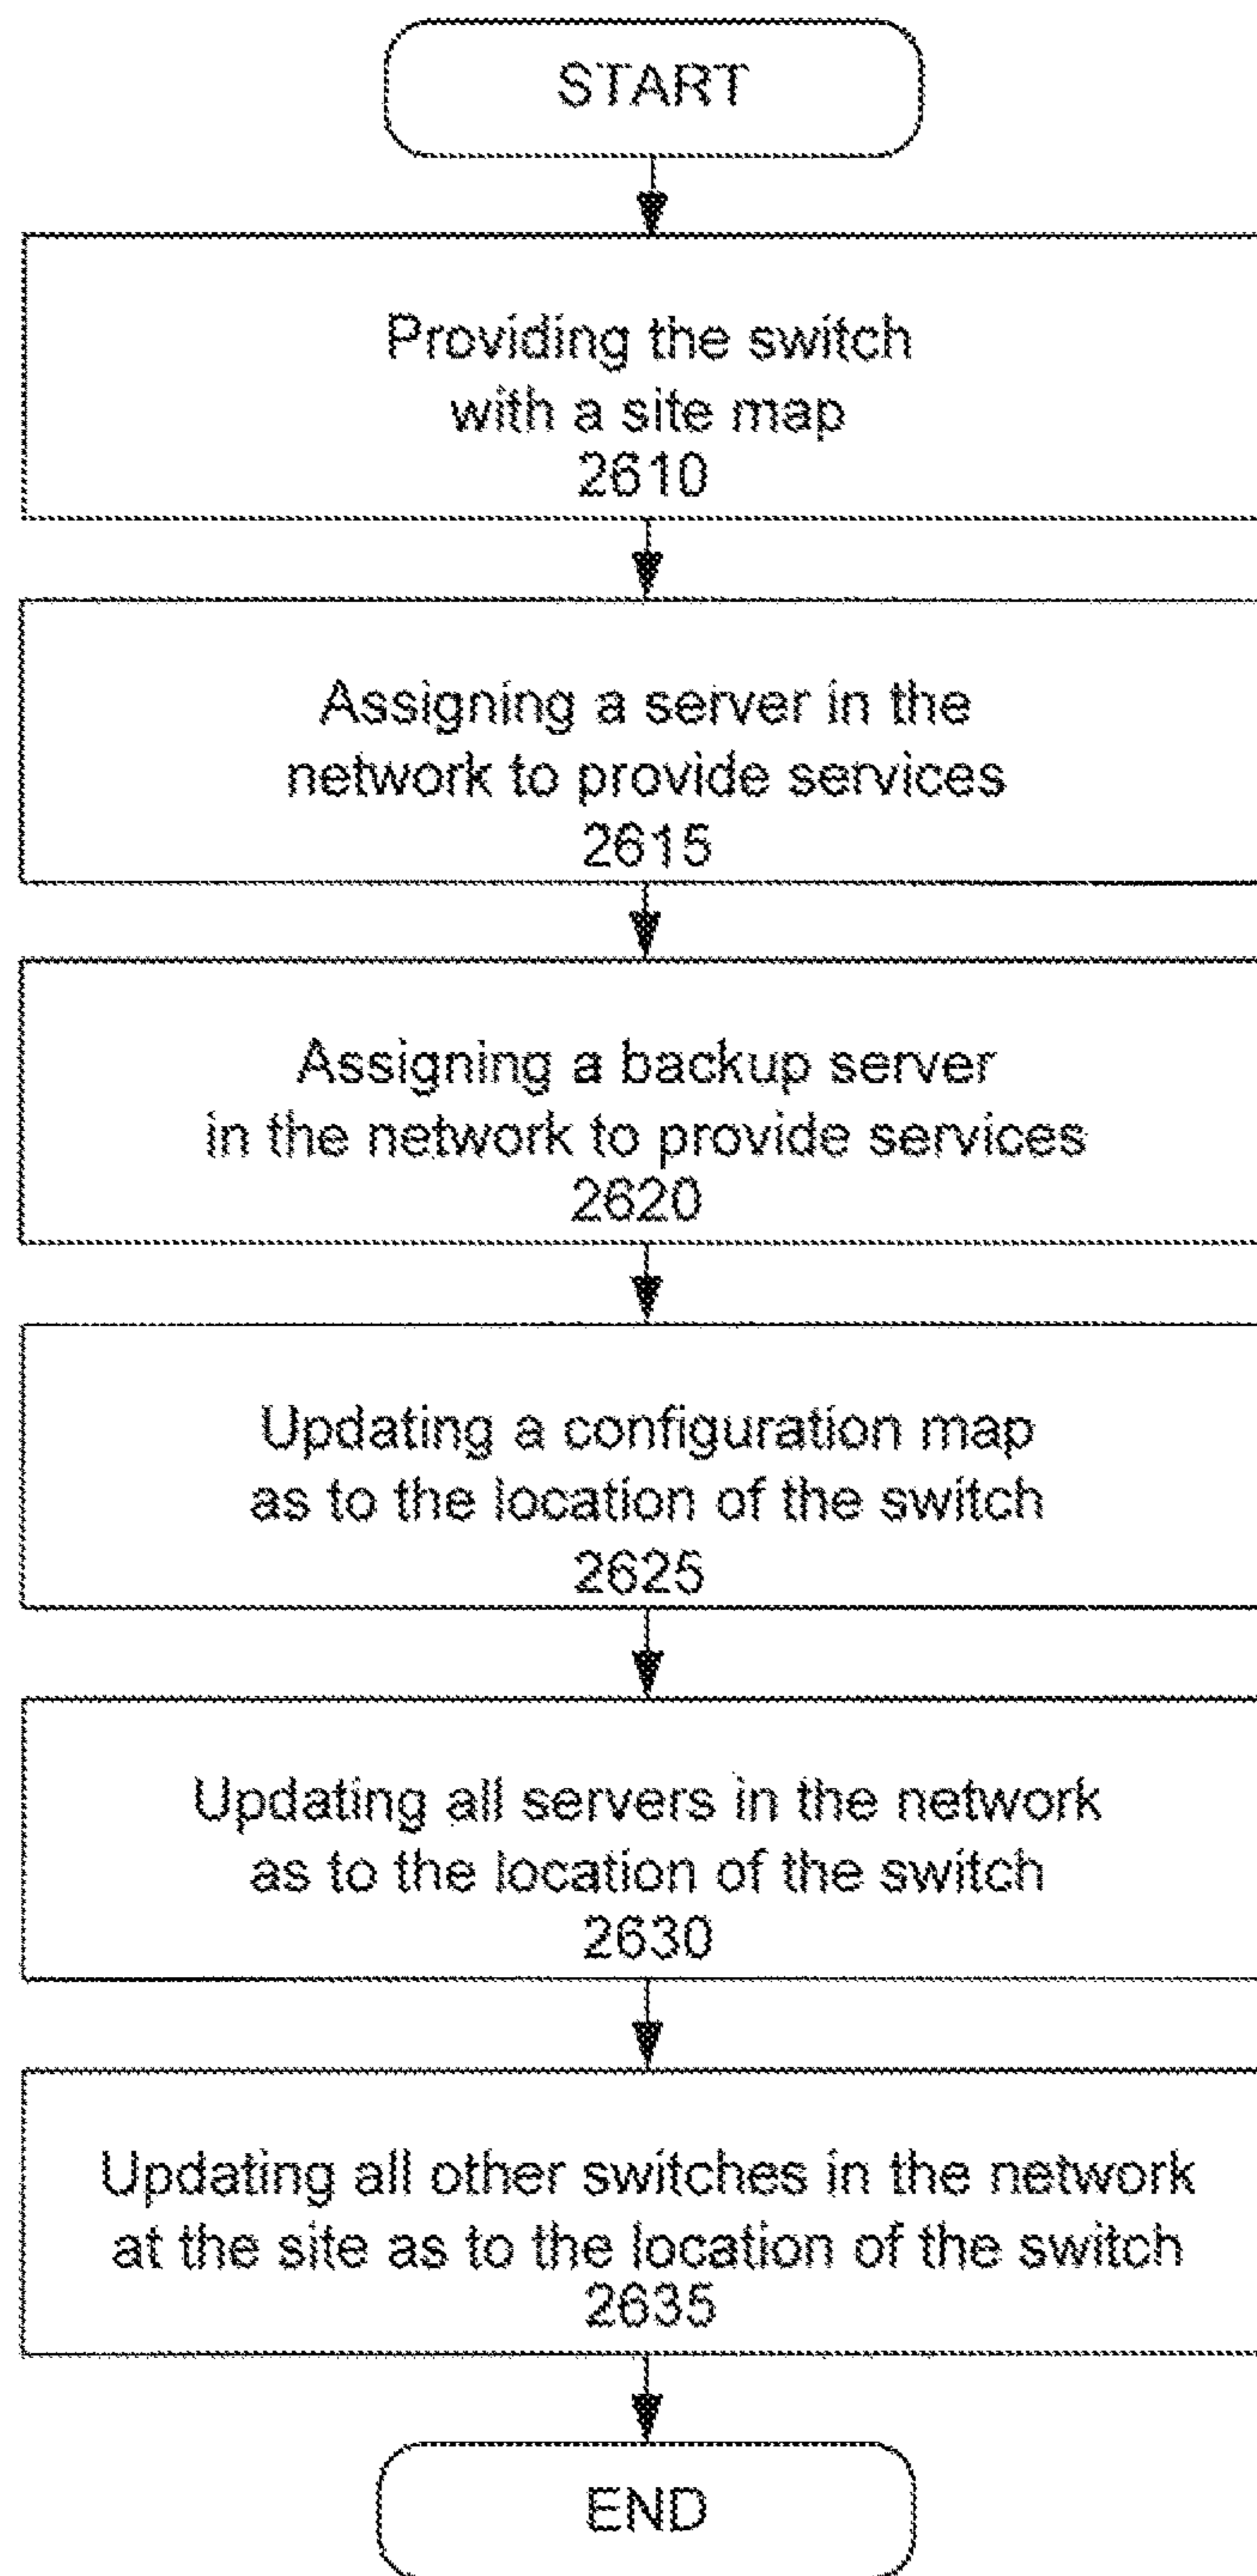 START
Providing the switch
with a site map
2610
Assigning a server in the
network to provide services
2615
Assigning a backup server
in the network to provide services
2620
Updating a configuration map
as to the location of the switch
2625
Updating all servers in the network
as to the location of the switch
2630
Updating all other switches in the network
at the site as to the location of the switch
2635
END